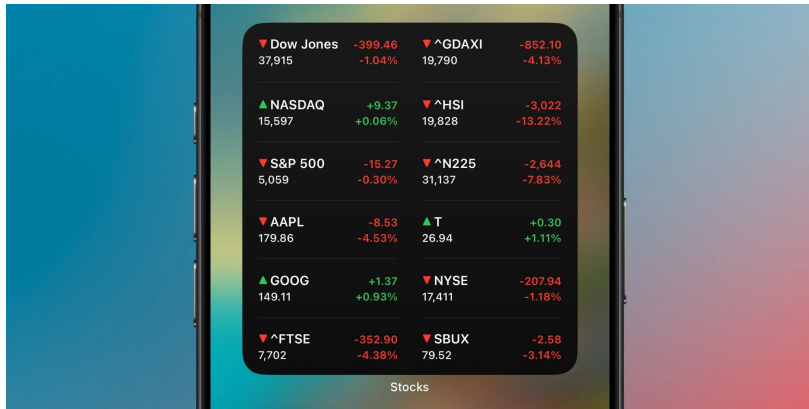 Dow Jones -399.46
37,915 -1.04%
NASDAQ +9.37
15,597 +0.06%
S&P 500 -15.27
5,059 -0.30%
AAPL -8.53
179.86 -4.53%
GOOG +1.37
149.11 +0.93%
^FTSE -352.90
7,702 -4.38%
^GDAXI -852.10
19,790 -4.13%
^HSI -3,022
19,828 -13.22%
^N225 -2,644
31,137 -7.83%
T +0.30
26.94 +1.11%
NYSE -207.94
17,411 -1.18%
SBUX -2.58
79.52 -3.14%
Stocks